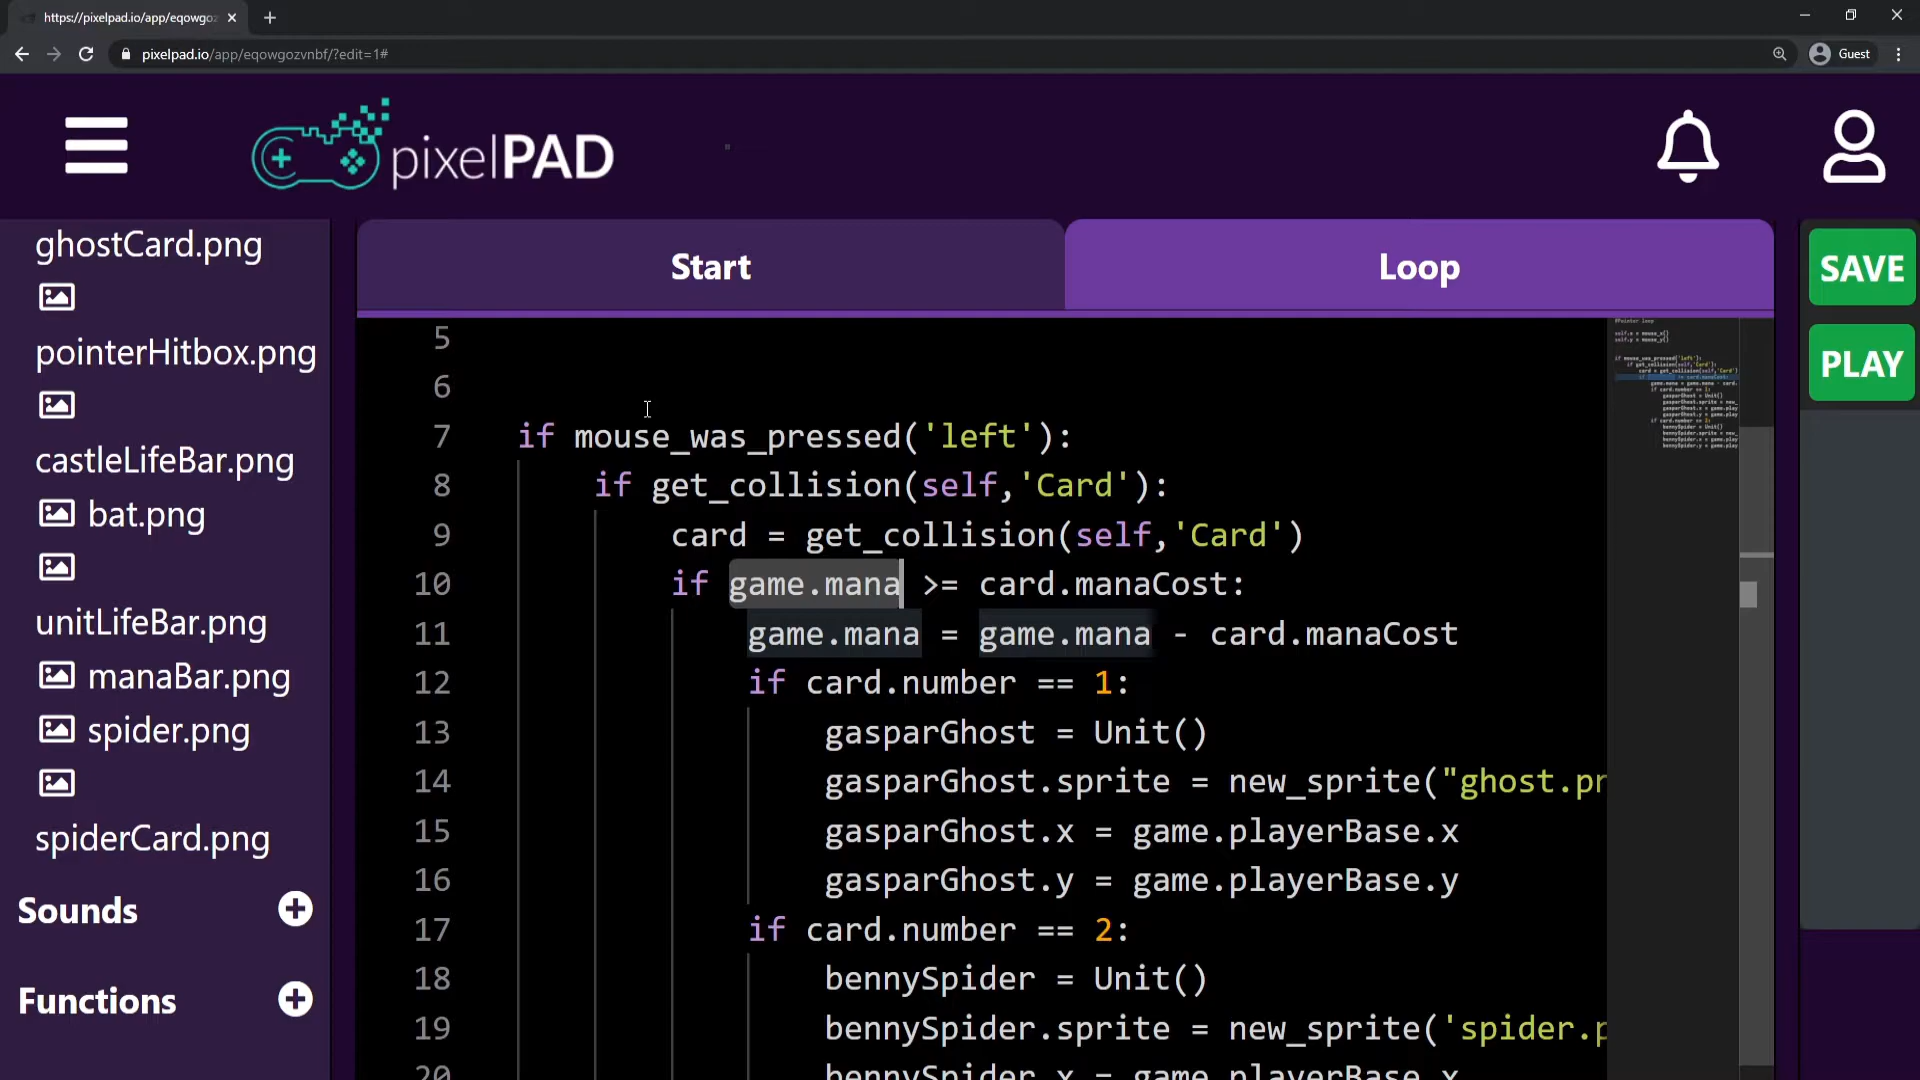 https://pixelpad.io/app/eqowgoz
pixelpad.io/app/eqowgozvnbf/?edit=1#
Guest
pixelPAD
ghostCard.png
pointerHitbox.png
castleLifeBar.png
bat.png
unitLifeBar.png
manaBar.png
spider.png
spiderCard.png
Sounds
Functions
Start
Loop
SAVE
PLAY
5
6
7 if mouse_was_pressed('left'):
8 if get_collision(self,'Card'):
9 card = get_collision(self,'Card')
10 if game.mana >= card.manaCost:
11 game.mana = game.mana - card.manaCost
12 if card.number == 1:
13 gasparGhost = Unit()
14 gasparGhost.sprite = new_sprite("ghost.pr
15 gasparGhost.x = game.playerBase.x
16 gasparGhost.y = game.playerBase.y
17 if card.number == 2:
18 bennySpider = Unit()
19 bennySpider.sprite = new_sprite('spider.p
20 bennySpider.x = game.playerBase.x